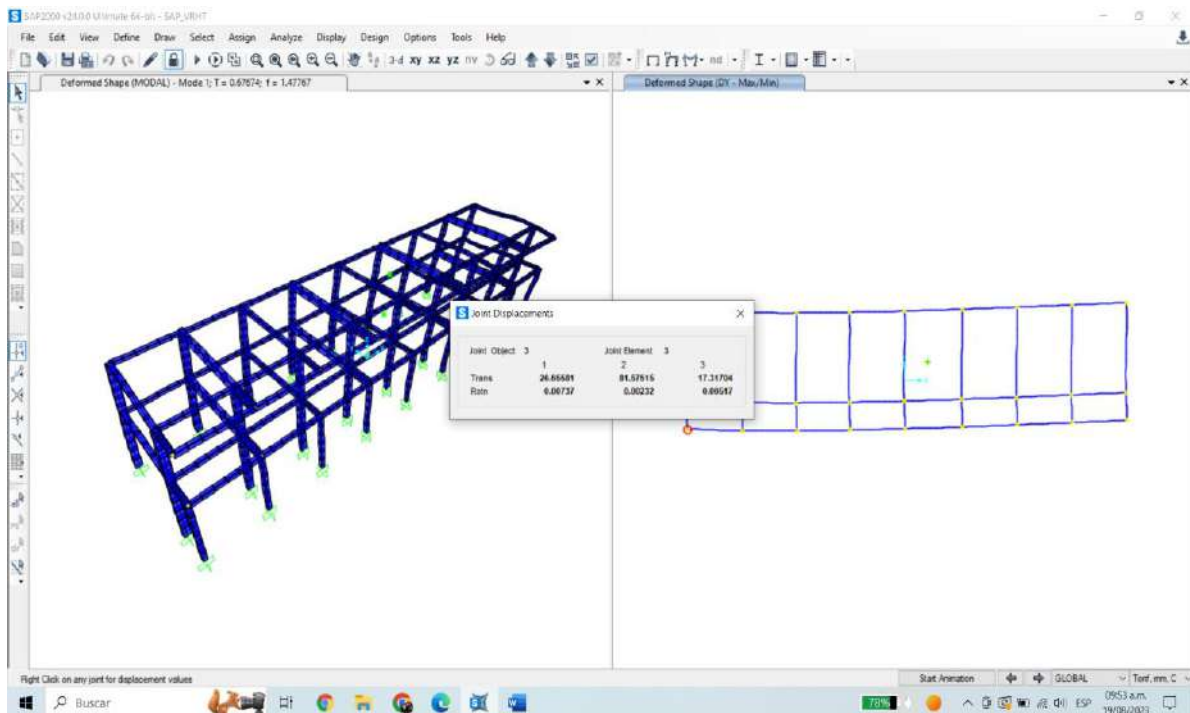 SAP2000 v24.0.0 Ultimate 64-bit - SAP_VRHT
File Edit View Define Draw Select Assign Analyze Display Design Options Tools Help
3-d xy xz yz nv nd
Deformed Shape (MODAL) - Mode 1; T = 0.67674; f = 1.47767
Deformed Shape (DY - Max/Min)
Joint Displacements
Joint Object 3 Joint Element 3
1 2 3
Trans 81.57515 17.31704
Rotn 0.00737 0.00232
Right Click on any joint for displacement values
Start Animation GLOBAL Tonf, mm, C
Buscar
78% ESP 09:53 a.m.
19/08/2023